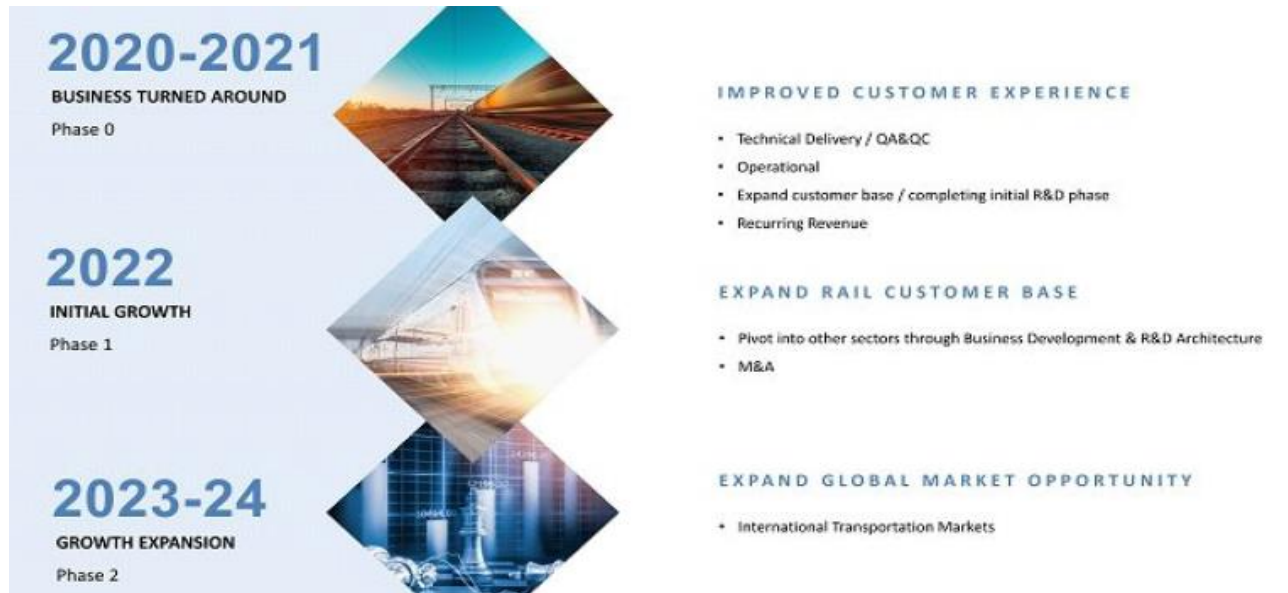 2020-2021
BUSINESS TURNED AROUND
Phase 0
IMPROVED CUSTOMER EXPERIENCE
• Technical Delivery / QA&QC
• Operational
• Expand customer base / completing initial R&D phase
• Recurring Revenue
2022
INITIAL GROWTH
Phase 1
EXPAND RAIL CUSTOMER BASE
• Pivot into other sectors through Business Development & R&D Architecture
• M&A
2023-24
GROWTH EXPANSION
Phase 2
EXPAND GLOBAL MARKET OPPORTUNITY
• International Transportation Markets